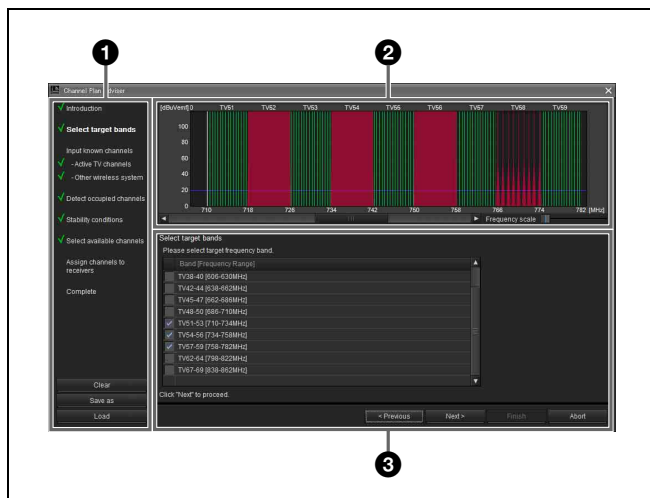 1
2
Channel Plan Adviser
Introduction
Select target bands
Input known channels
- Active TV channels
- Other wireless system
Detect occupied channels
Stability conditions
Select available channels
Assign channels to
receivers
Complete
Clear
Save as
Load
[dBuVemf] 0 TV51 TV52 TV53 TV54 TV55 TV56 TV57 TV58 TV59
100
80
60
40
20
0
710 718 726 734 742 750 758 766 774 782 [MHz]
Frequency scale
Select target bands
Please select target frequency band.
Band [Frequency Range]
TV38-40 [606-630MHz]
TV42-44 [638-662MHz]
TV45-47 [662-686MHz]
TV48-50 [686-710MHz]
TV51-53 [710-734MHz]
TV54-56 [734-758MHz]
TV57-59 [758-782MHz]
TV62-64 [798-822MHz]
TV67-69 [838-862MHz]
Click "Next" to proceed.
< Previous Next > Finish Abort
3